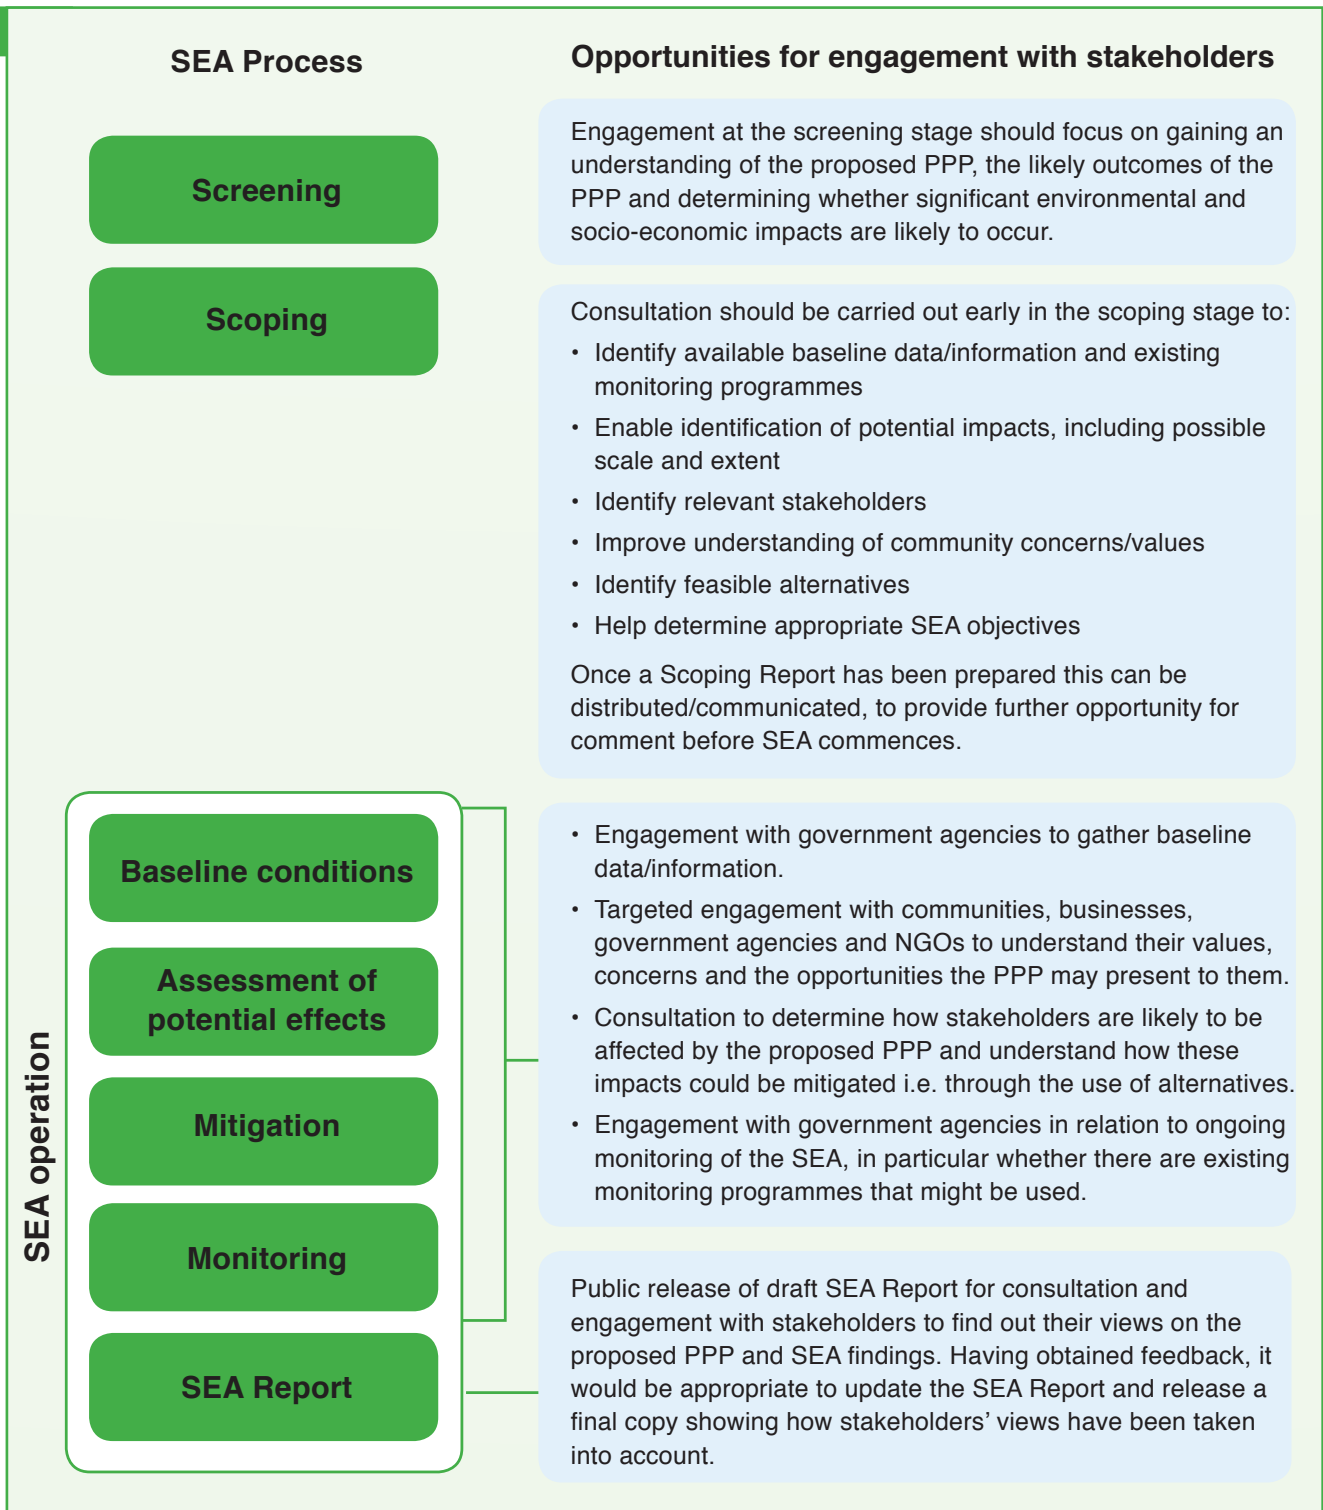 SEA Process
Opportunities for engagement with stakeholders
Screening
Engagement at the screening stage should focus on gaining an
understanding of the proposed PPP, the likely outcomes of the
PPP and determining whether significant environmental and
socio-economic impacts are likely to occur.
Scoping
Consultation should be carried out early in the scoping stage to:
• Identify available baseline data/information and existing
monitoring programmes
• Enable identification of potential impacts, including possible
scale and extent
• Identify relevant stakeholders
• Improve understanding of community concerns/values
• Identify feasible alternatives
• Help determine appropriate SEA objectives
Once a Scoping Report has been prepared this can be
distributed/communicated, to provide further opportunity for
comment before SEA commences.
SEA operation
Baseline conditions
Assessment of
potential effects
Mitigation
Monitoring
• Engagement with government agencies to gather baseline
data/information.
• Targeted engagement with communities, businesses,
government agencies and NGOs to understand their values,
concerns and the opportunities the PPP may present to them.
• Consultation to determine how stakeholders are likely to be
affected by the proposed PPP and understand how these
impacts could be mitigated i.e. through the use of alternatives.
• Engagement with government agencies in relation to ongoing
monitoring of the SEA, in particular whether there are existing
monitoring programmes that might be used.
SEA Report
Public release of draft SEA Report for consultation and
engagement with stakeholders to find out their views on the
proposed PPP and SEA findings. Having obtained feedback, it
would be appropriate to update the SEA Report and release a
final copy showing how stakeholders’ views have been taken
into account.